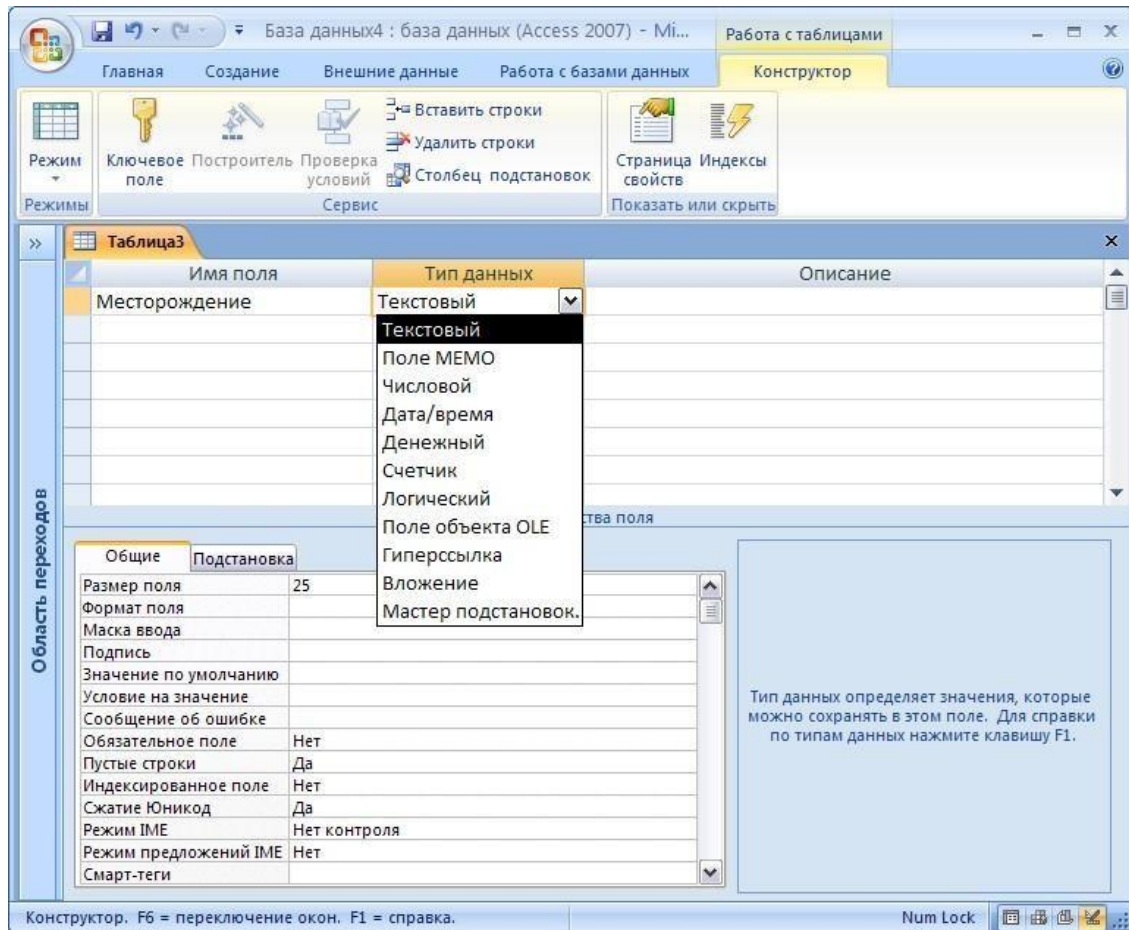 База данных4 : база данных (Access 2007) - Mi...
Работа с таблицами
Главная Создание Внешние данные Работа с базами данных Конструктор
Режим
Ключевое поле
Построитель
Проверка условий
Вставить строки
Удалить строки
Столбец подстановок
Страница свойств
Индексы
Режимы Сервис Показать или скрыть
Таблица3
Область переходов
Имя поля Тип данных Описание
Месторождение Текстовый
Текстовый
Поле МЕМО
Числовой
Дата/время
Денежный
Счетчик
Логический
Поле объекта OLE
Гиперссылка
Вложение
Мастер подстановок.
тва поля
Общие Подстановка
Размер поля 25
Формат поля
Маска ввода
Подпись
Значение по умолчанию
Условие на значение
Сообщение об ошибке
Обязательное поле Нет
Пустые строки Да
Индексированное поле Нет
Сжатие Юникод Да
Режим IME Нет контроля
Режим предложений IME Нет
Смарт-теги
Тип данных определяет значения, которые
можно сохранять в этом поле. Для справки
по типам данных нажмите клавишу F1.
Конструктор. F6 = переключение окон. F1 = справка. Num Lock